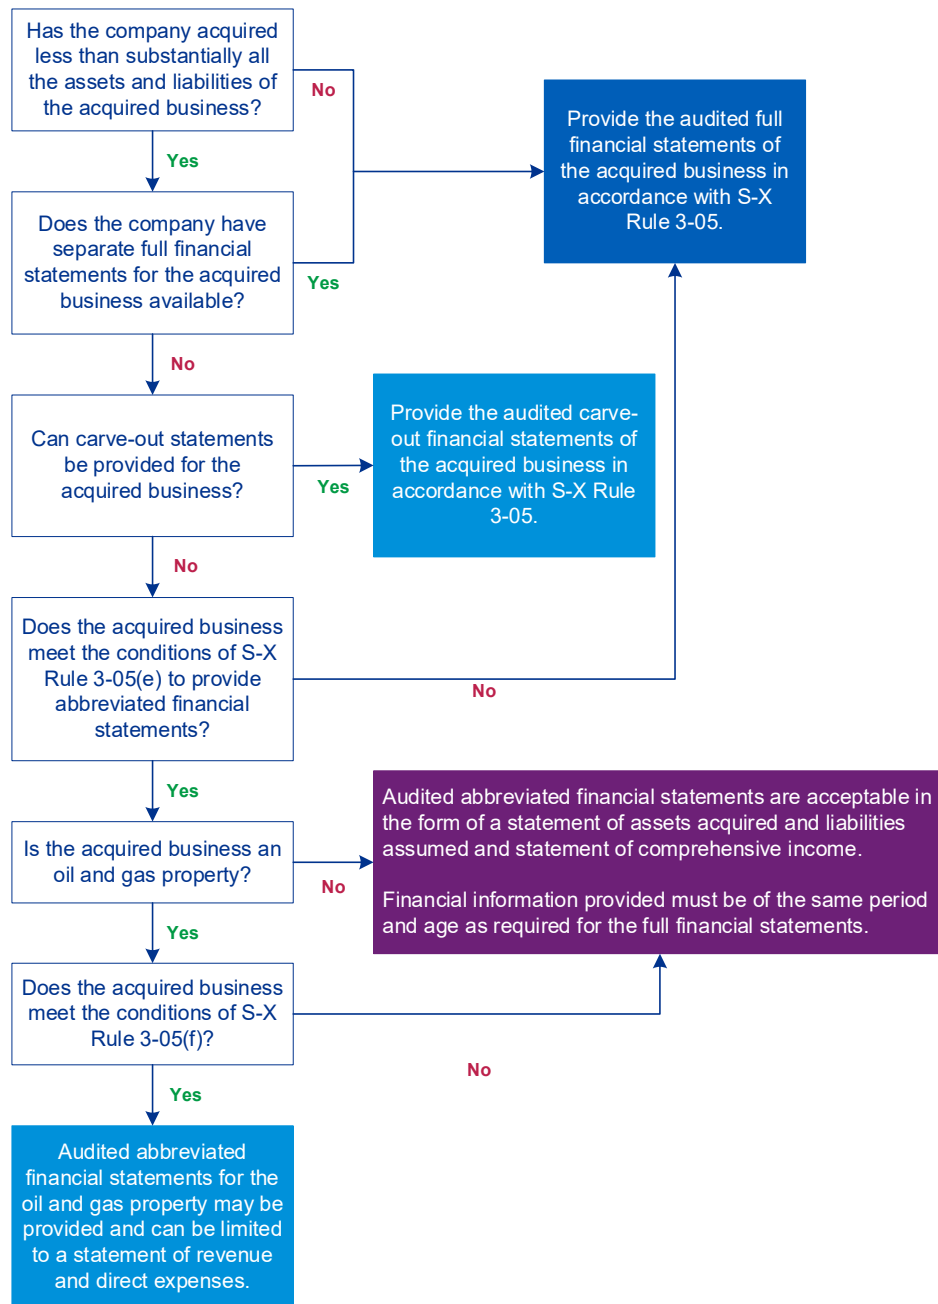 Has the company acquired
less than substantially all
the assets and liabilities of
the acquired business?
No
Provide the audited full
financial statements of
the acquired business in
accordance with S-X
Rule 3-05.
Yes
Does the company have
separate full financial
statements for the acquired
business available?
Yes
No
Can carve-out statements
be provided for the
acquired business?
Yes
Provide the audited carve-
out financial statements of
the acquired business in
accordance with S-X Rule
3-05.
No
Does the acquired business
meet the conditions of S-X
Rule 3-05(e) to provide
abbreviated financial
statements?
No
Yes
Is the acquired business an
oil and gas property?
No
Audited abbreviated financial statements are acceptable in
the form of a statement of assets acquired and liabilities
assumed and statement of comprehensive income.
Financial information provided must be of the same period
and age as required for the full financial statements.
Yes
Does the acquired business
meet the conditions of S-X
Rule 3-05(f)?
No
Yes
Audited abbreviated
financial statements for the
oil and gas property may be
provided and can be limited
to a statement of revenue
and direct expenses.